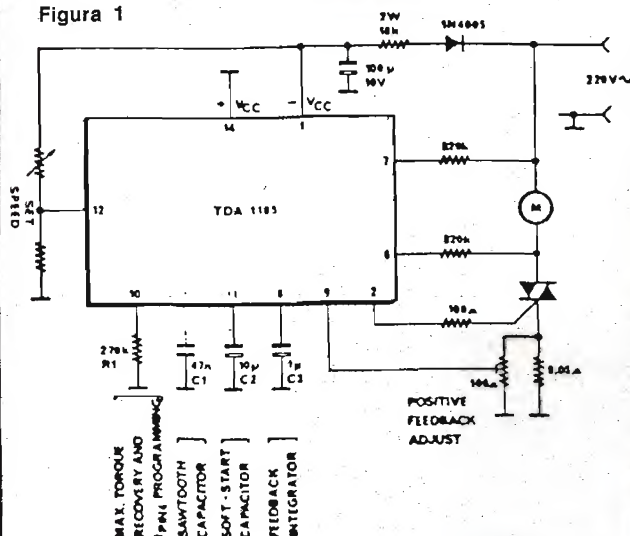 Figura 1
2W
18k
1N4005
100μ
16V
220V~
+ VCC
- VCC
14
1
7
820k
SET
SPEED
12
TDA 1185
M
6
820k
10
11
8
9
2
100Ω
270k
R1
47n
C1
10μ
C2
1μ
C3
100Ω
0,05Ω
POSITIVE
FEEDBACK
ADJUST
MAX. TORQUE
RECOVERY AND
PIN4 PROGRAMMING
SAWTOOTH
CAPACITOR
SOFT-START
CAPACITOR
FEEDBACK
INTEGRATOR